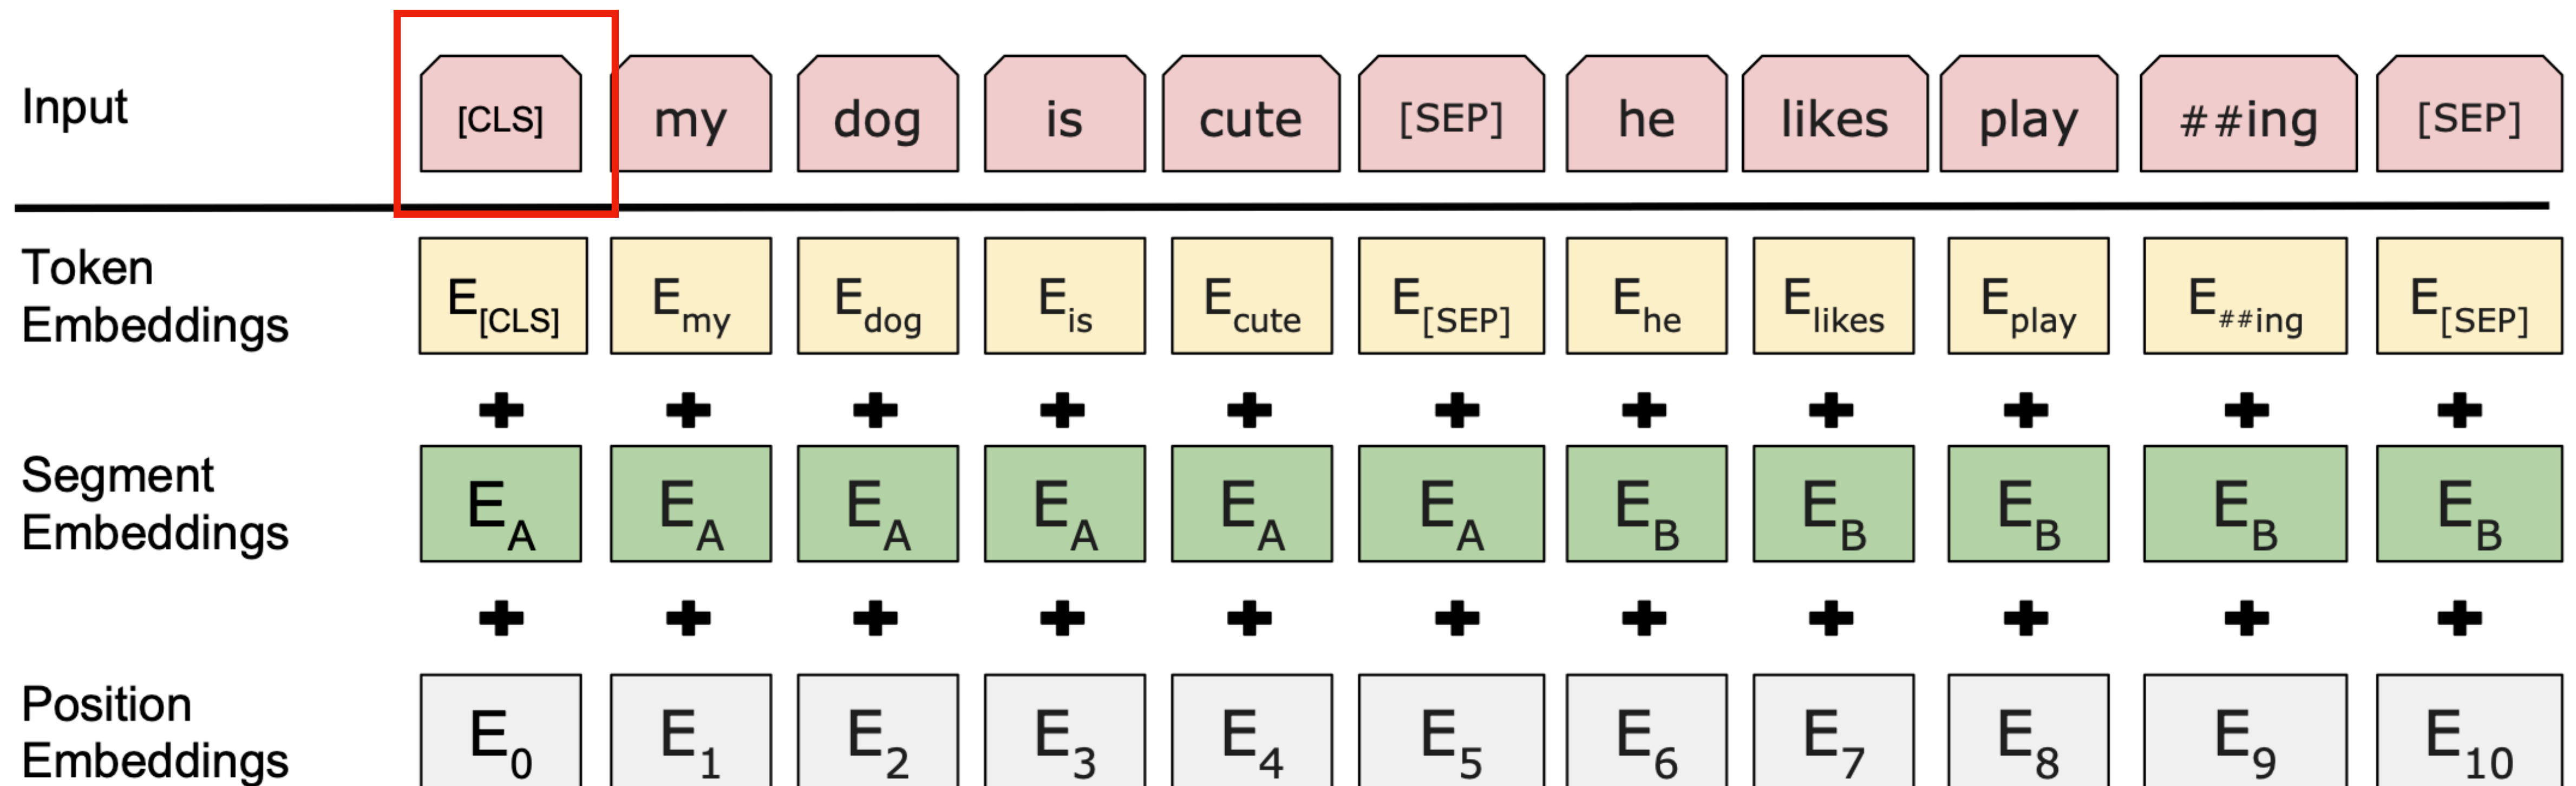 Input [CLS] my dog is cute [SEP] he likes play ##ing [SEP]
Token Embeddings E[CLS] Emy Edog Eis Ecute E[SEP] Ehe Elikes Eplay E##ing E[SEP]
+ + + + + + + + + + +
Segment Embeddings EA EA EA EA EA EA EB EB EB EB EB
+ + + + + + + + + + +
Position Embeddings E0 E1 E2 E3 E4 E5 E6 E7 E8 E9 E10